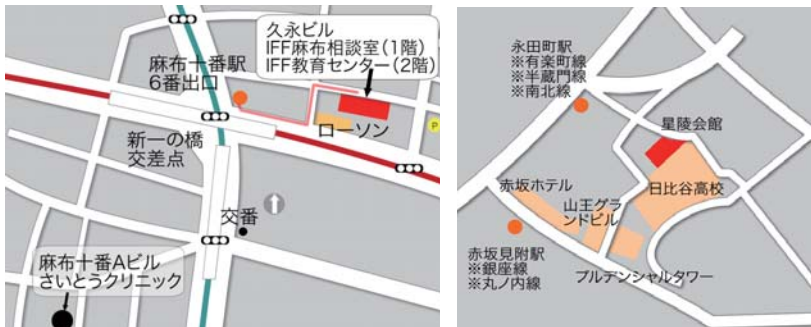 久永ビル
IFF麻布相談室(1階)
IFF教育センター(2階)
麻布十番駅
6番出口
ローソン
P
新一の橋
交差点
交番
麻布十番Aビル
さいとうクリニック
永田町駅
※有楽町線
※半蔵門線
※南北線
星陵会館
日比谷高校
赤坂ホテル
山王グラ
ンドビル
赤坂見附駅
※銀座線
※丸ノ内線
プルデンシャルタワー